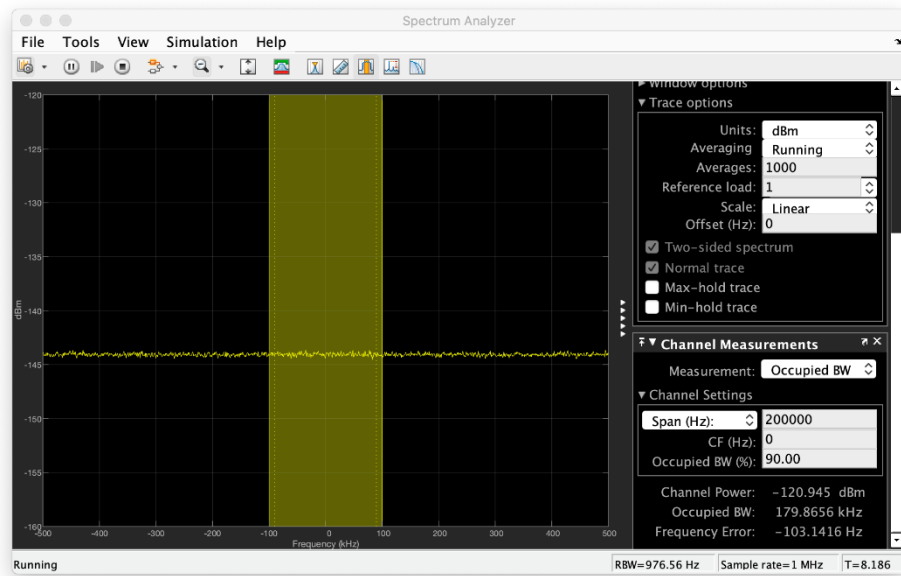 Spectrum Analyzer
File Tools View Simulation Help
Window options
Trace options
Units: dBm
Averaging Running
Averages: 1000
Reference load: 1
Scale: Linear
Offset (Hz): 0
Two-sided spectrum
Normal trace
Max-hold trace
Min-hold trace
Channel Measurements
Measurement: Occupied BW
Channel Settings
Span (Hz): 200000
CF (Hz): 0
Occupied BW (%): 90.00
Channel Power: -120.945 dBm
Occupied BW: 179.8656 kHz
Frequency Error: -103.1416 Hz
-120
-125
-130
-135
-140
-145
-150
-155
-160
dBm
-500 -400 -300 -200 -100 0 100 200 300 400 500
Frequency (kHz)
Running RBW=976.56 Hz Sample rate=1 MHz T=8.186